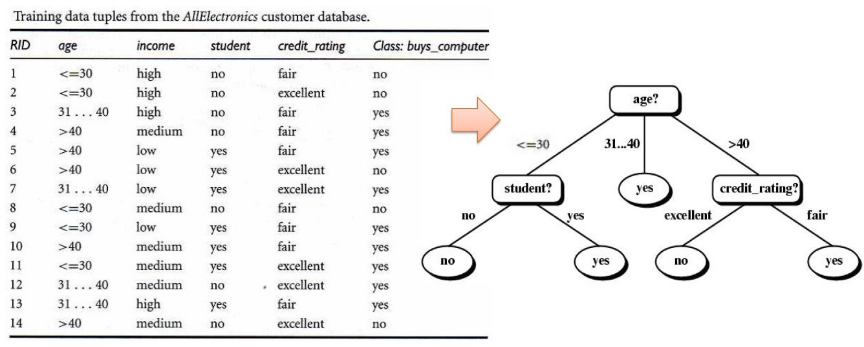 Training data tuples from the AllElectronics customer database.
RID age income student credit_rating Class: buys_computer
1 <=30 high no fair no
2 <=30 high no excellent no
3 31 . . . 40 high no fair yes
4 >40 medium no fair yes
5 >40 low yes fair yes
6 >40 low yes excellent no
7 31 . . . 40 low yes excellent yes
8 <=30 medium no fair no
9 <=30 low yes fair yes
10 >40 medium yes fair yes
11 <=30 medium yes excellent yes
12 31 . . . 40 medium no excellent yes
13 31 . . . 40 high yes fair yes
14 >40 medium no excellent no
age?
<=30 31...40 >40
student? yes credit_rating?
no yes excellent fair
no yes no yes